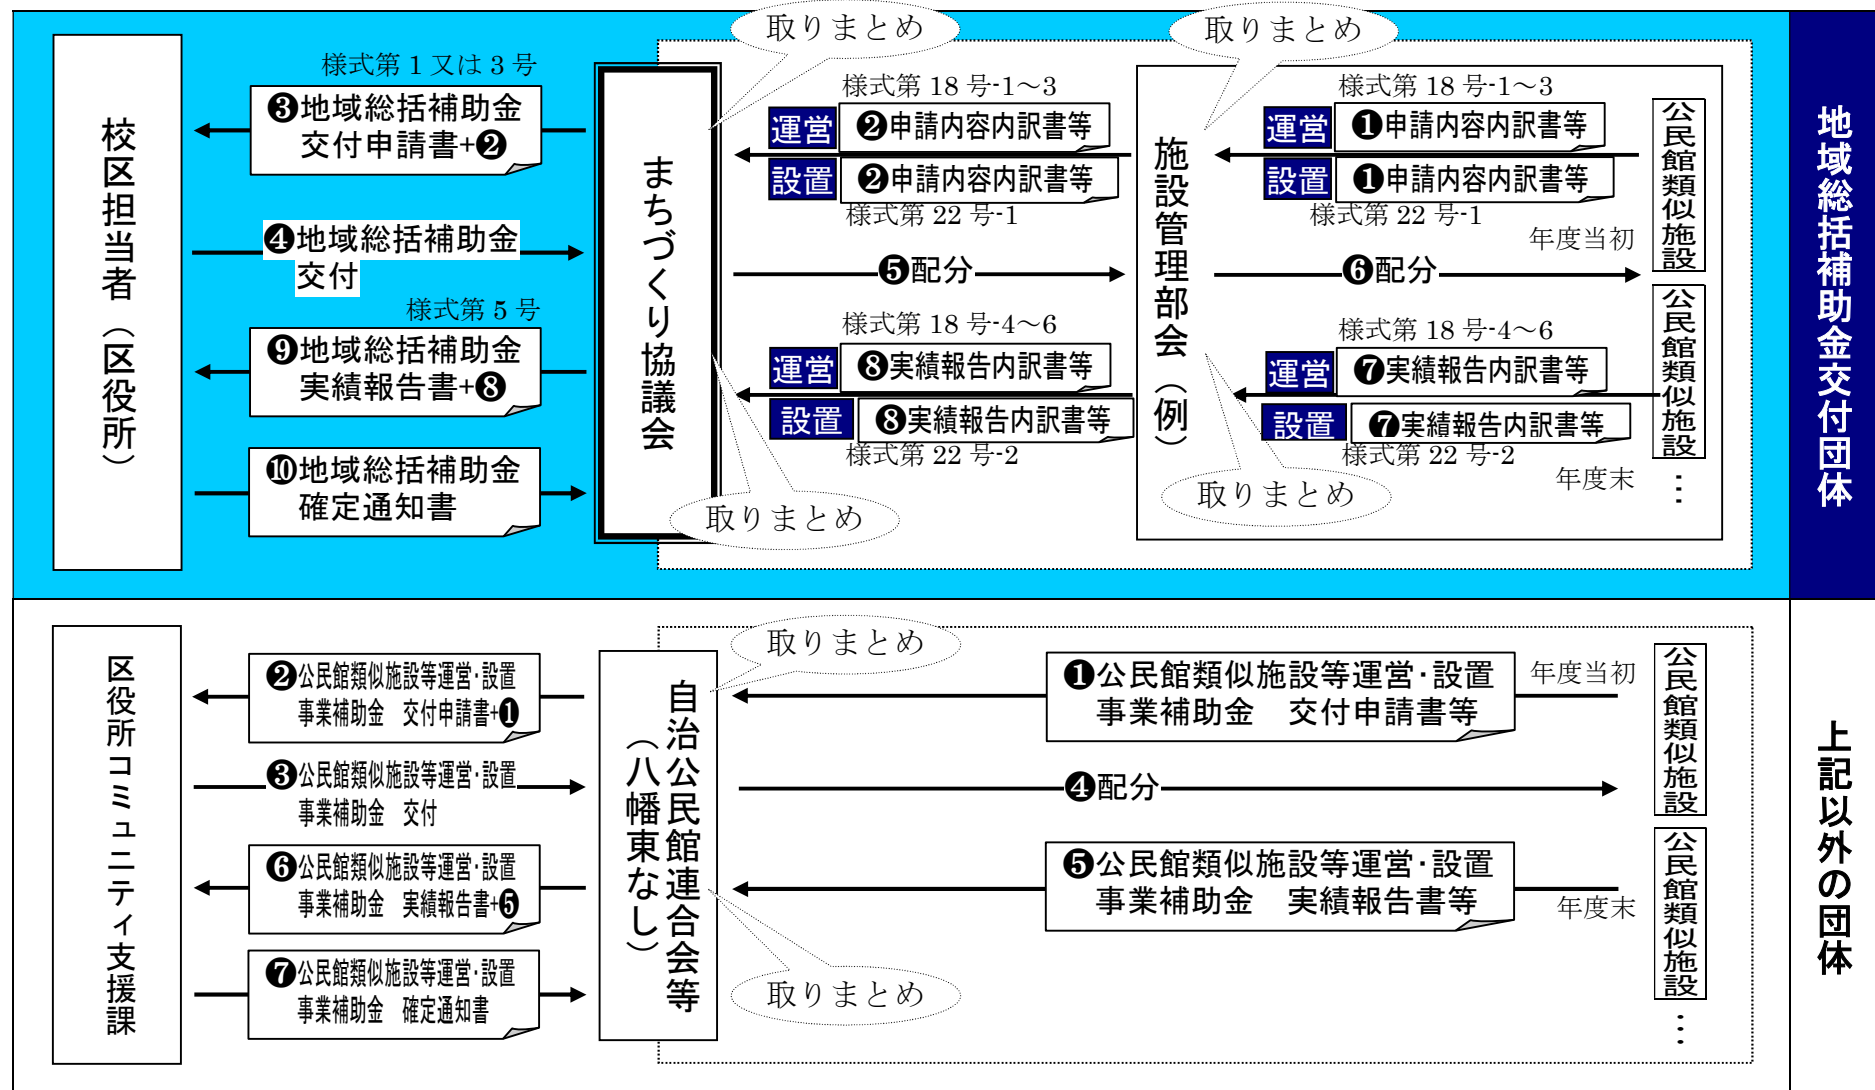 地域総括補助金交付団体
校区担当者（区役所）
様式第 1 又は 3 号
❸地域総括補助金
交付申請書+❷
❹地域総括補助金
交付
様式第 5 号
❾地域総括補助金
実績報告書+❽
❿地域総括補助金
確定通知書
まちづくり協議会
取りまとめ
取りまとめ
様式第 18 号-1～3
運営
❷申請内容内訳書等
設置
❷申請内容内訳書等
様式第 22 号-1
❺配分
様式第 18 号-4～6
運営
❽実績報告内訳書等
設置
❽実績報告内訳書等
様式第 22 号-2
施設管理部会（例）
取りまとめ
取りまとめ
様式第 18 号-1～3
運営
❶申請内容内訳書等
設置
❶申請内容内訳書等
様式第 22 号-1
年度当初
❻配分
様式第 18 号-4～6
運営
❼実績報告内訳書等
設置
❼実績報告内訳書等
様式第 22 号-2
年度末
公民館類似施設
公民館類似施設
…
上記以外の団体
区役所コミュニティ支援課
❷公民館類似施設等運営・設置
事業補助金　交付申請書+❶
❸公民館類似施設等運営・設置
事業補助金　交付
❻公民館類似施設等運営・設置
事業補助金　実績報告書+❺
❼公民館類似施設等運営・設置
事業補助金　確定通知書
自治公民館連合会等
（八幡東なし）
取りまとめ
取りまとめ
❶公民館類似施設等運営・設置
事業補助金　交付申請書等
年度当初
❹配分
❺公民館類似施設等運営・設置
事業補助金　実績報告書等
年度末
公民館類似施設
公民館類似施設
…